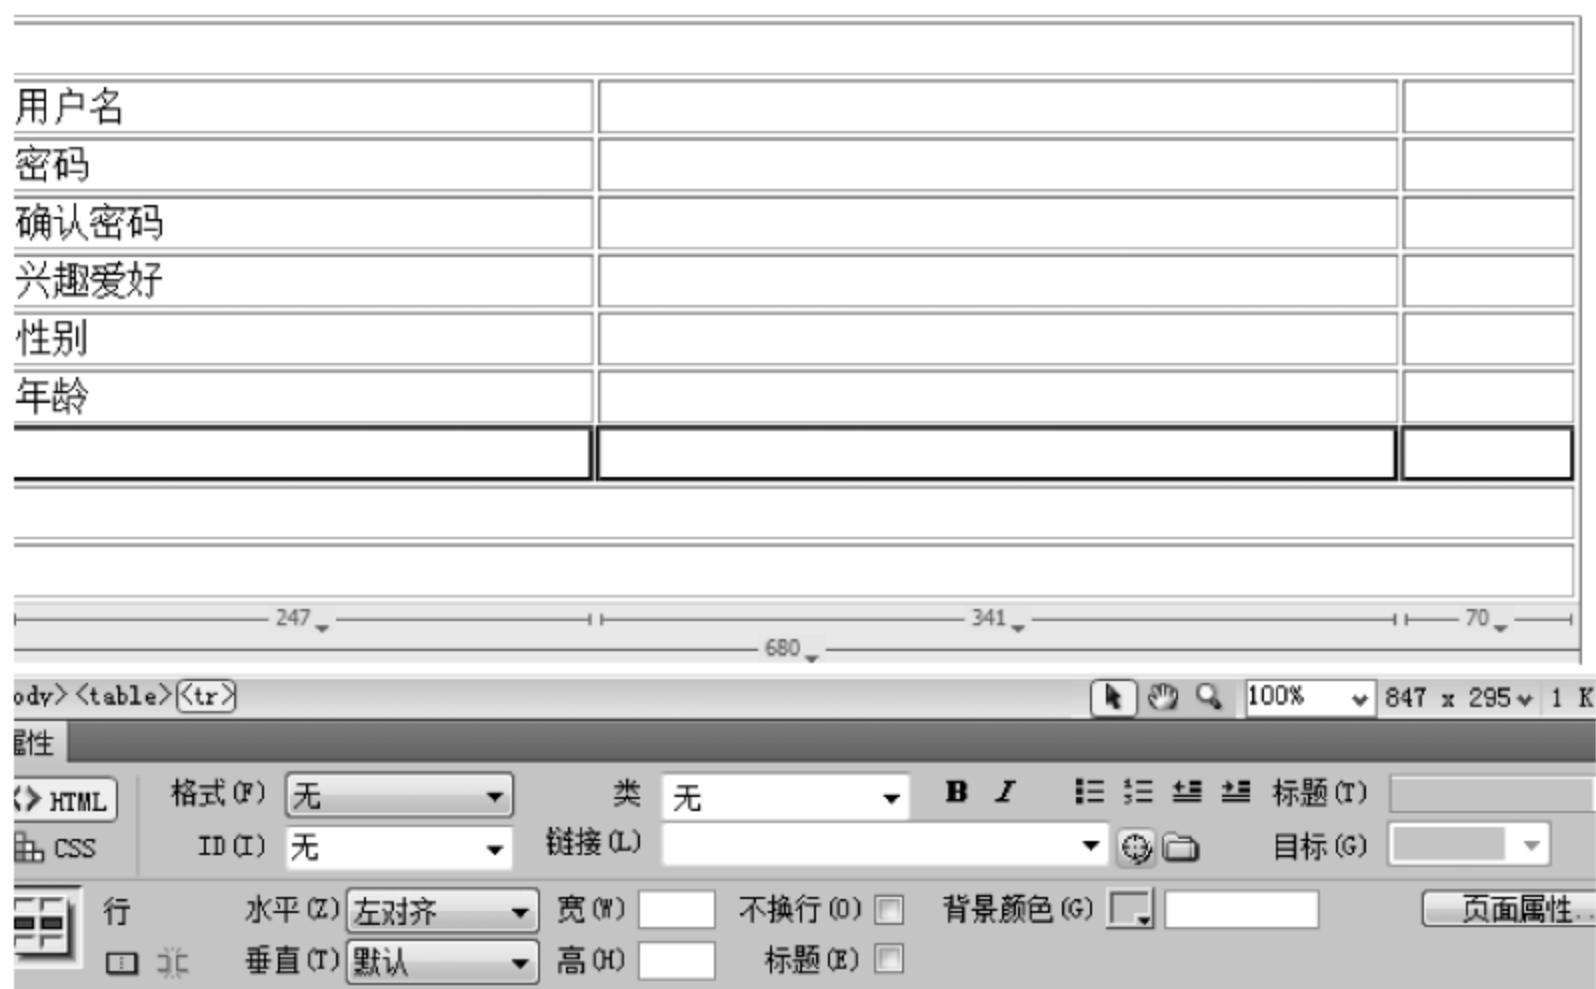 用户名
密码
确认密码
兴趣爱好
性别
年龄
247 341 70
680
ody> <table> <tr> 100% 847 x 295 1 K
属性
<> HTML 格式(F) 无 类 无 B I 标题(T)
CSS ID(I) 无 链接(L) 目标(G)
行 水平(Z) 左对齐 宽(W) 不换行(O) 背景颜色(G) 页面属性..
垂直(T) 默认 高(H) 标题(E)